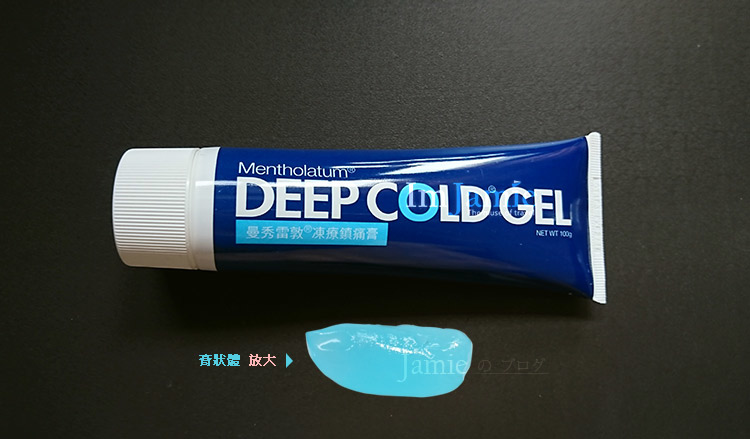 Mentholatum®
DEEP COLD GEL
曼秀雷敦®凍療鎮痛膏
NET WT 100g
膏狀體 放大
Jamie の ブログ